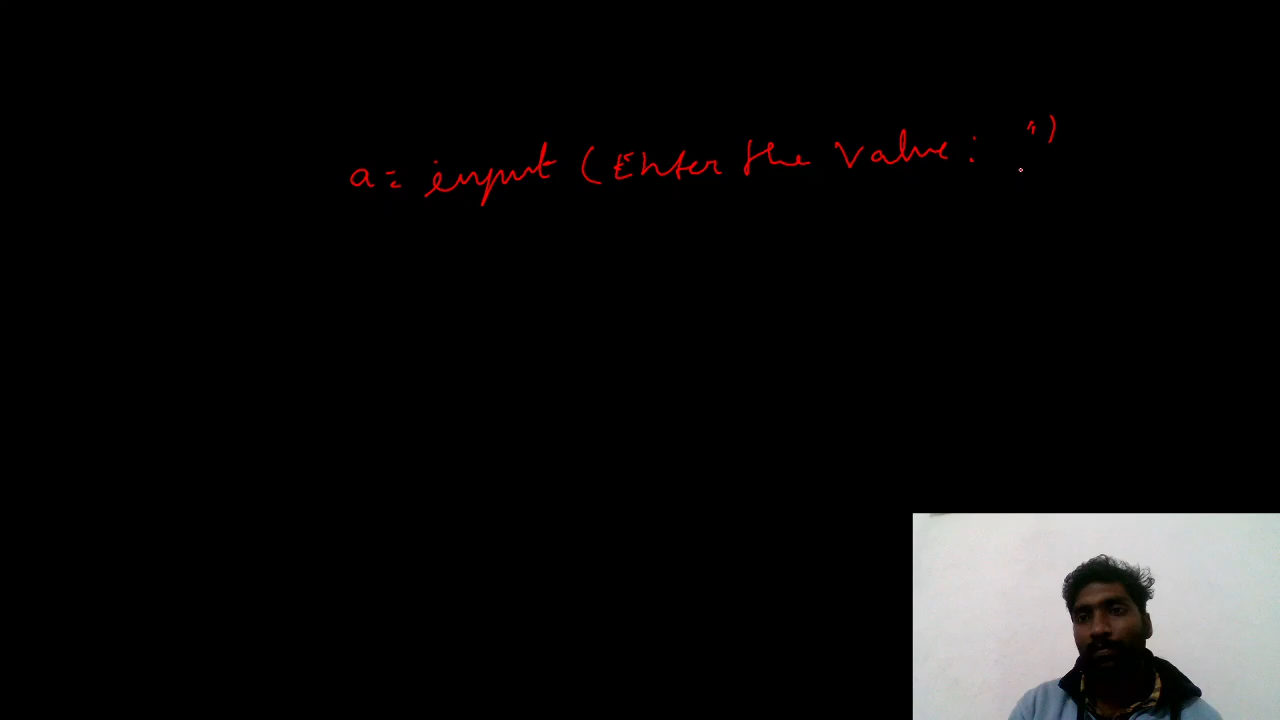 a= input (Enter the value: ")